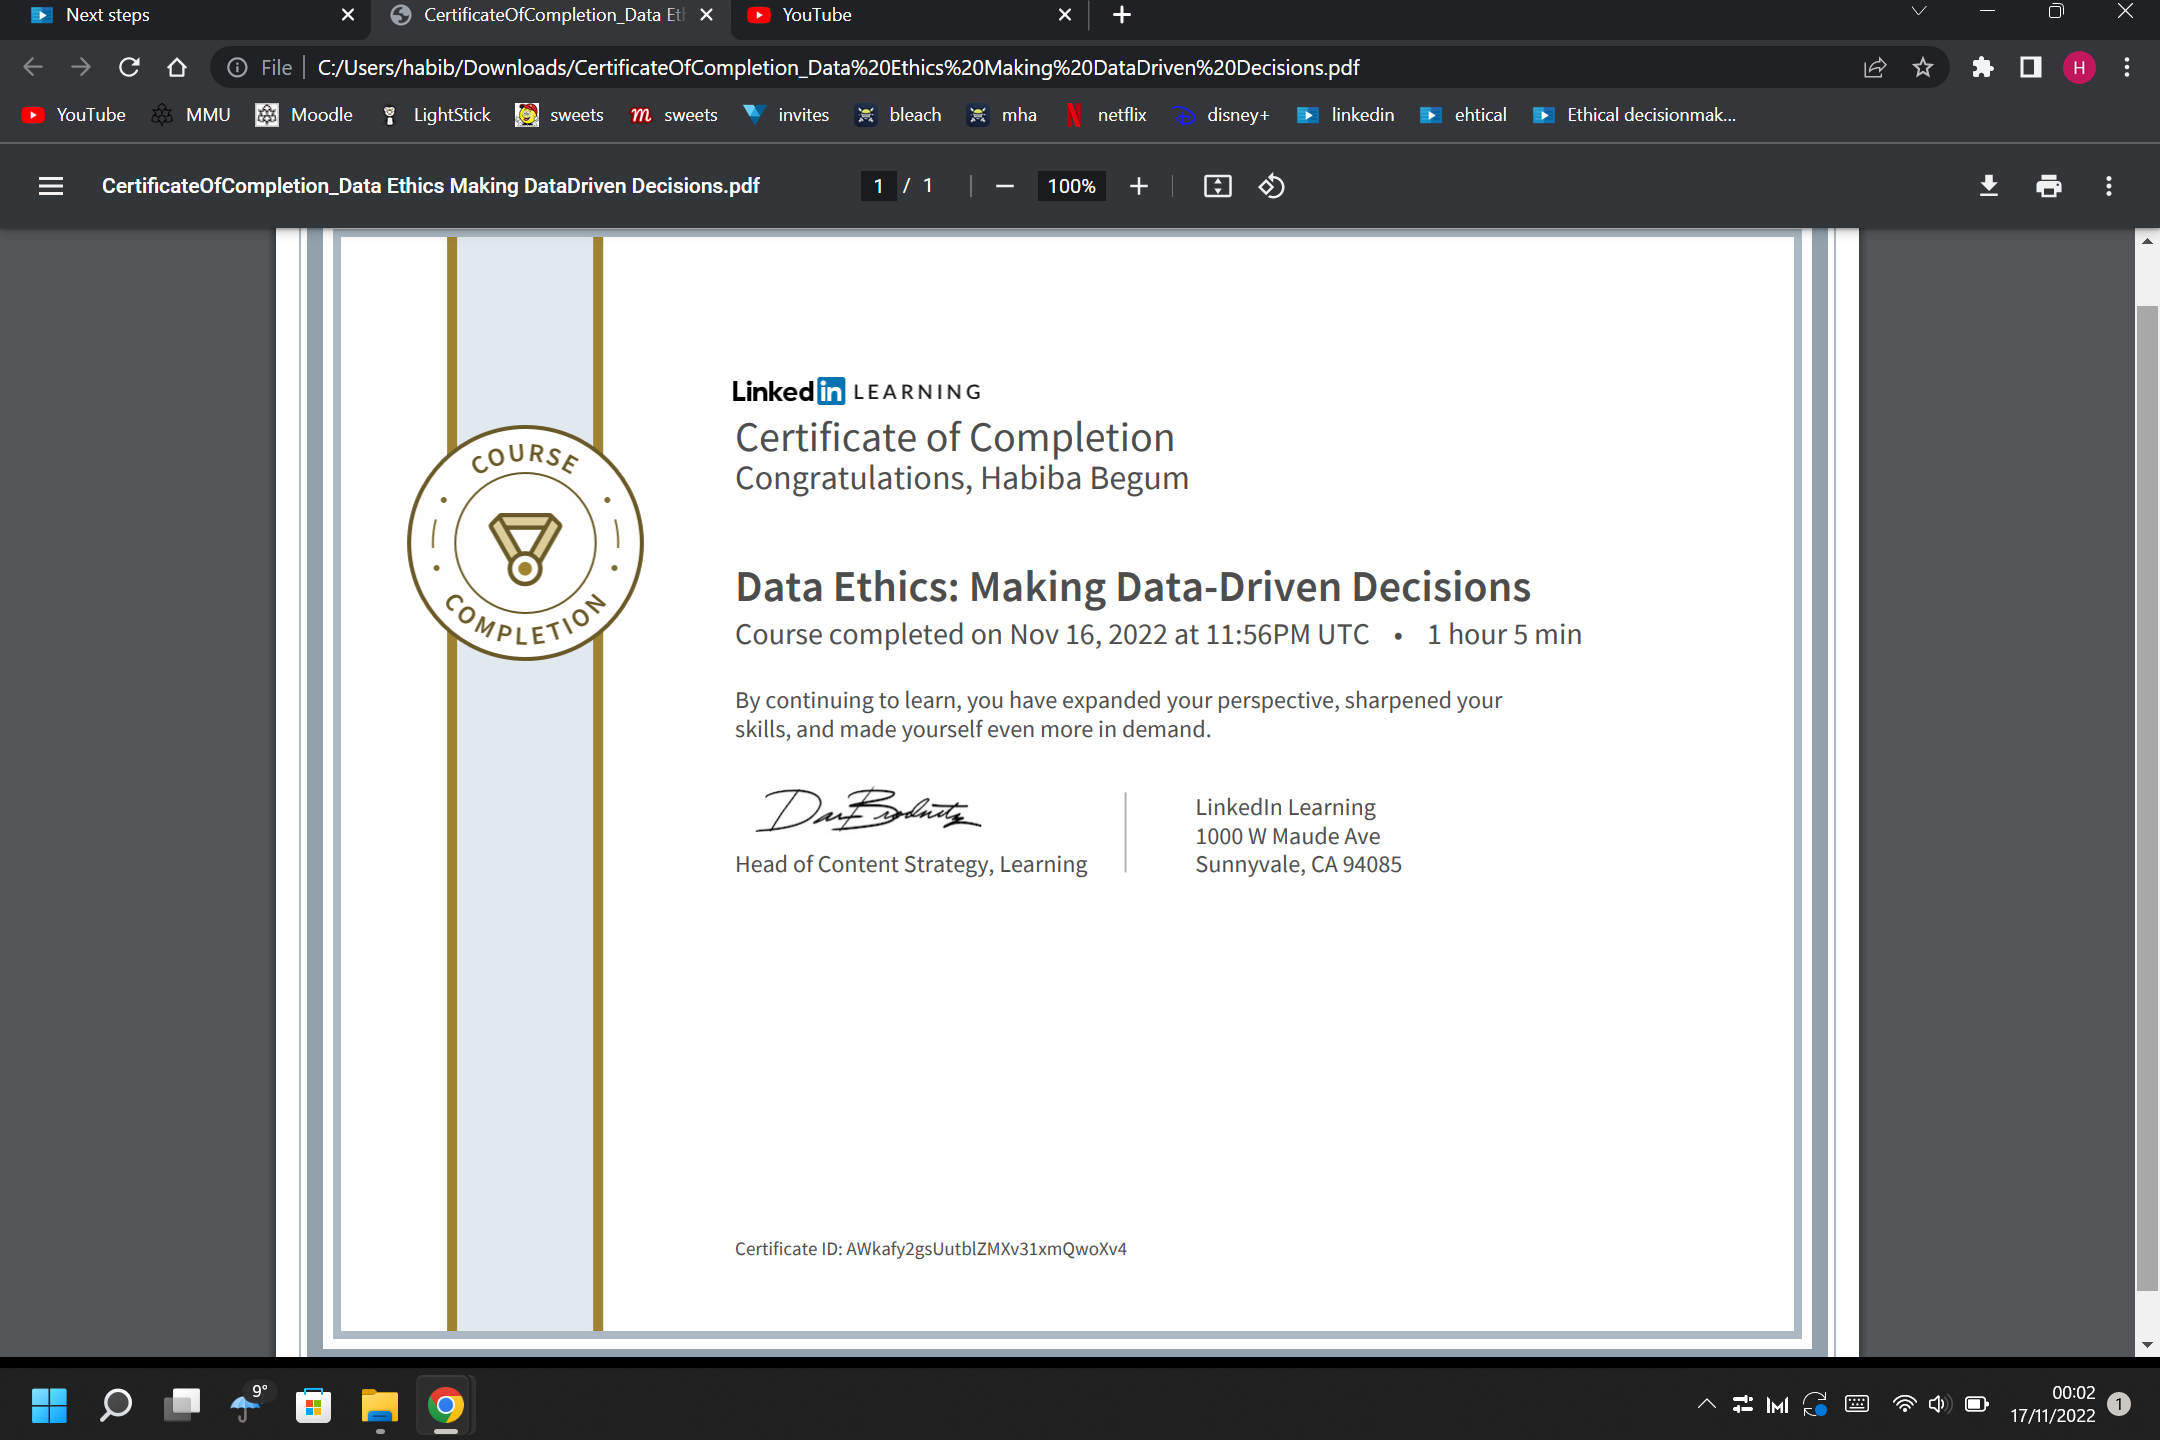 Next steps
CertificateOfCompletion_Data Eth
YouTube
File
C:/Users/habib/Downloads/CertificateOfCompletion_Data%20Ethics%20Making%20DataDriven%20Decisions.pdf
H
YouTube
MMU
Moodle
LightStick
sweets
m sweets
invites
bleach
mha
N netflix
disney+
linkedin
ehtical
Ethical decisionmak...
CertificateOfCompletion_Data Ethics Making DataDriven Decisions.pdf
1 / 1
100%
Linked in LEARNING
Certificate of Completion
Congratulations, Habiba Begum
COURSE
COMPLETION
Data Ethics: Making Data-Driven Decisions
Course completed on Nov 16, 2022 at 11:56PM UTC • 1 hour 5 min
By continuing to learn, you have expanded your perspective, sharpened your
skills, and made yourself even more in demand.
Head of Content Strategy, Learning
LinkedIn Learning
1000 W Maude Ave
Sunnyvale, CA 94085
Certificate ID: AWkafy2gsUutblZMXv31xmQwoXv4
9°
00:02
17/11/2022
1